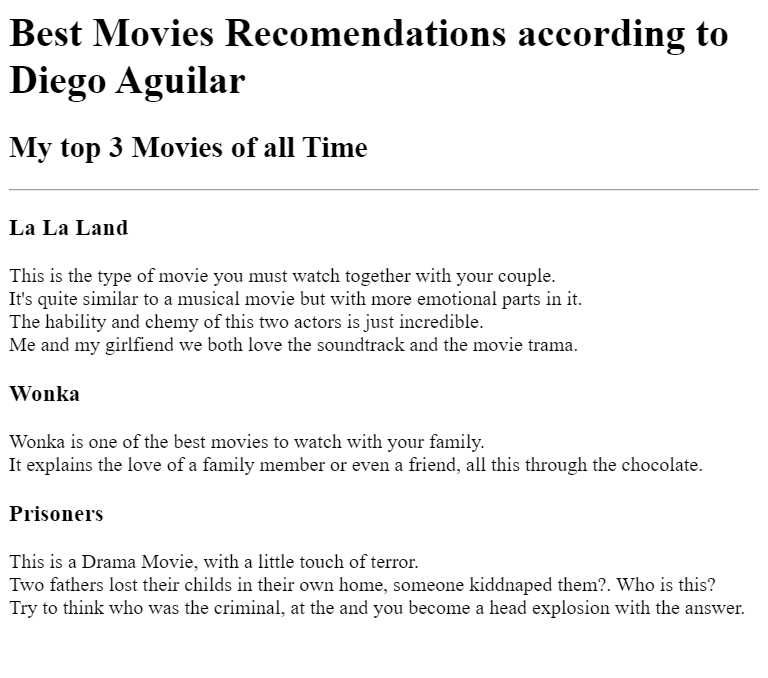 Best Movies Recomendations according to
Diego Aguilar
My top 3 Movies of all Time
La La Land
This is the type of movie you must watch together with your couple.
It's quite similar to a musical movie but with more emotional parts in it.
The hability and chemy of this two actors is just incredible.
Me and my girlfiend we both love the soundtrack and the movie trama.
Wonka
Wonka is one of the best movies to watch with your family.
It explains the love of a family member or even a friend, all this through the chocolate.
Prisoners
This is a Drama Movie, with a little touch of terror.
Two fathers lost their childs in their own home, someone kiddnaped them?. Who is this?
Try to think who was the criminal, at the and you become a head explosion with the answer.